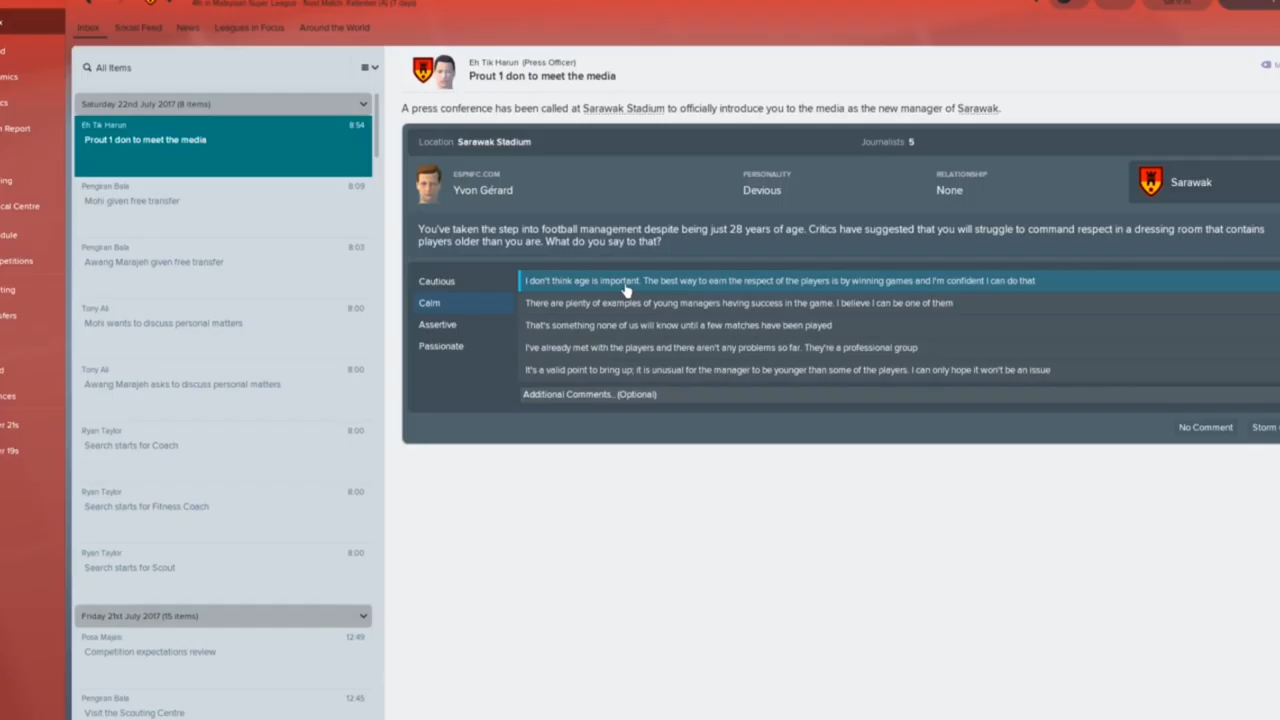 4th in Malaysian Super League - Next Match: Kelantan (A) (7 days)
Inbox
Social Feed
News
Leagues in Focus
Around the World
mics
Report
ing
cal Centre
dule
petitions
ting
sfers
nces
er 21s
er 19s
All Items
Saturday 22nd July 2017 (8 items)
Eh Tik Harun 8:54
Prout 1 don to meet the media
Pengiran Bala 8:09
Mohi given free transfer
Pengiran Bala 8:03
Awang Marajeh given free transfer
Tony Ali 8:00
Mohi wants to discuss personal matters
Tony Ali 8:00
Awang Marajeh asks to discuss personal matters
Ryan Taylor 8:00
Search starts for Coach
Ryan Taylor 8:00
Search starts for Fitness Coach
Ryan Taylor 8:00
Search starts for Scout
Friday 21st July 2017 (15 items)
Posa Majais 12:49
Competition expectations review
Pengiran Bala 12:45
Visit the Scouting Centre
Eh Tik Harun (Press Officer)
Prout 1 don to meet the media
A press conference has been called at Sarawak Stadium to officially introduce you to the media as the new manager of Sarawak.
Location Sarawak Stadium
Journalists 5
ESPNFC.COM
Yvon Gérard
PERSONALITY
Devious
RELATIONSHIP
None
Sarawak
You've taken the step into football management despite being just 28 years of age. Critics have suggested that you will struggle to command respect in a dressing room that contains
players older than you are. What do you say to that?
Cautious
Calm
Assertive
Passionate
I don't think age is important. The best way to earn the respect of the players is by winning games and I'm confident I can do that
There are plenty of examples of young managers having success in the game. I believe I can be one of them
That's something none of us will know until a few matches have been played
I've already met with the players and there aren't any problems so far. They're a professional group
It's a valid point to bring up; it is unusual for the manager to be younger than some of the players. I can only hope it won't be an issue
Additional Comments... (Optional)
No Comment
Storm